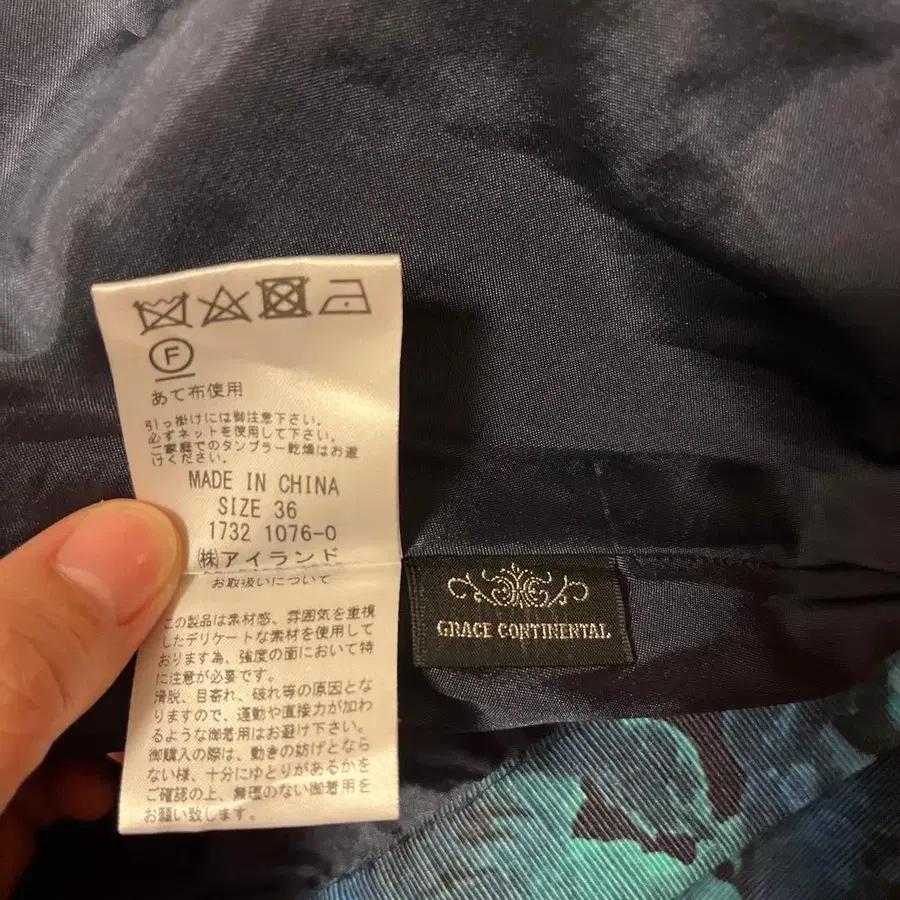 F
あて布使用
引っ掛けには御注意下さい。
必ずネットを使用して下さい。
ご家庭でのタンブラー乾燥はお避
けください。
MADE IN CHINA
SIZE 36
1732 1076-0
㈱アイランド
お取扱いについて
この製品は素材感、雰囲気を重視
したデリケートな素材を使用して
おります為、強度の面において特
に注意が必要です。
滑脱、目寄れ、破れ等の原因とな
りますので、運動や直接力が加わ
るような御着用はお避け下さい。
御購入の際は、動きの妨げとなら
ない様、十分にゆとりがあるかを
ご確認の上、無理のない御着用を
お願い致します。
GRACE CONTINENTAL